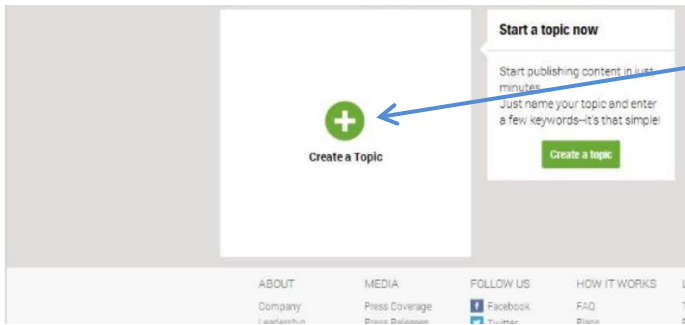 Start a topic now
Start publishing content in just
minutes.
Just name your topic and enter
a few keywords--it's that simple!
Create a topic
Create a Topic
ABOUT MEDIA FOLLOW US HOW IT WORKS
Company Press Coverage Facebook FAQ
Leadership Press Releases Twitter Plans